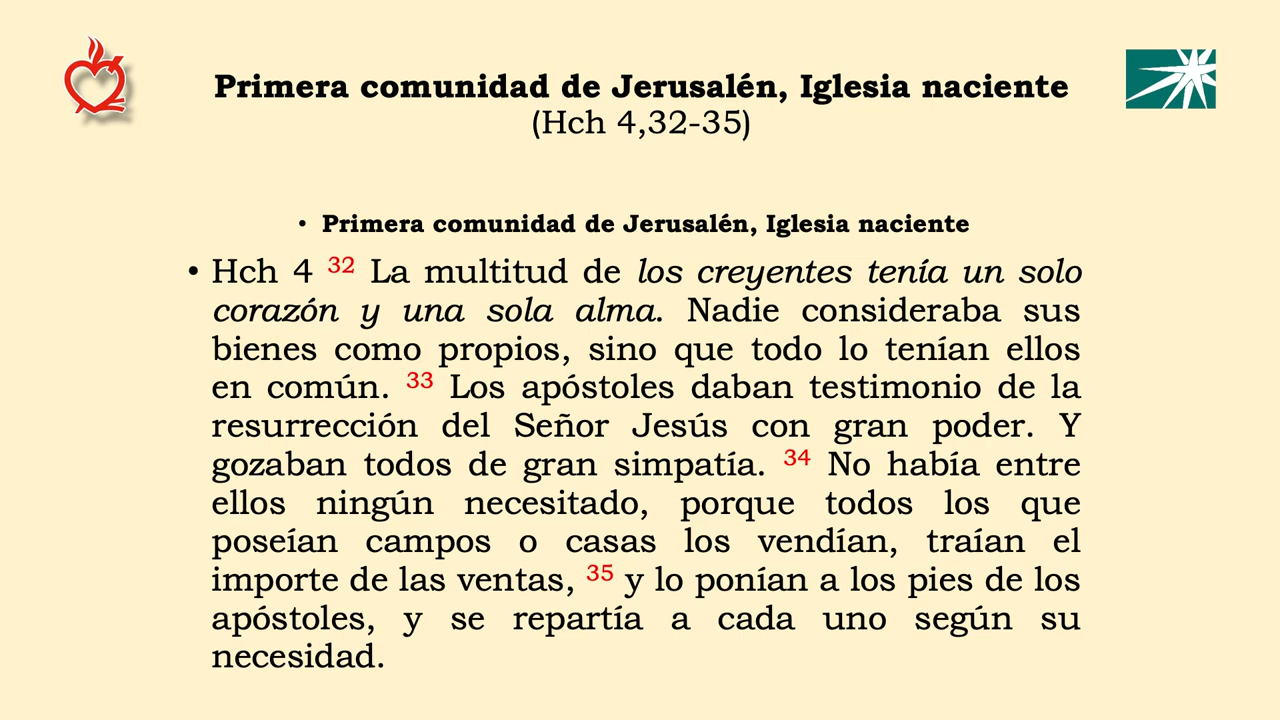 Primera comunidad de Jerusalén, Iglesia naciente
(Hch 4,32-35)
• Primera comunidad de Jerusalén, Iglesia naciente
• Hch 4 32 La multitud de los creyentes tenía un solo
corazón y una sola alma. Nadie consideraba sus
bienes como propios, sino que todo lo tenían ellos
en común. 33 Los apóstoles daban testimonio de la
resurrección del Señor Jesús con gran poder. Y
gozaban todos de gran simpatía. 34 No había entre
ellos ningún necesitado, porque todos los que
poseían campos o casas los vendían, traían el
importe de las ventas, 35 y lo ponían a los pies de los
apóstoles, y se repartía a cada uno según su
necesidad.